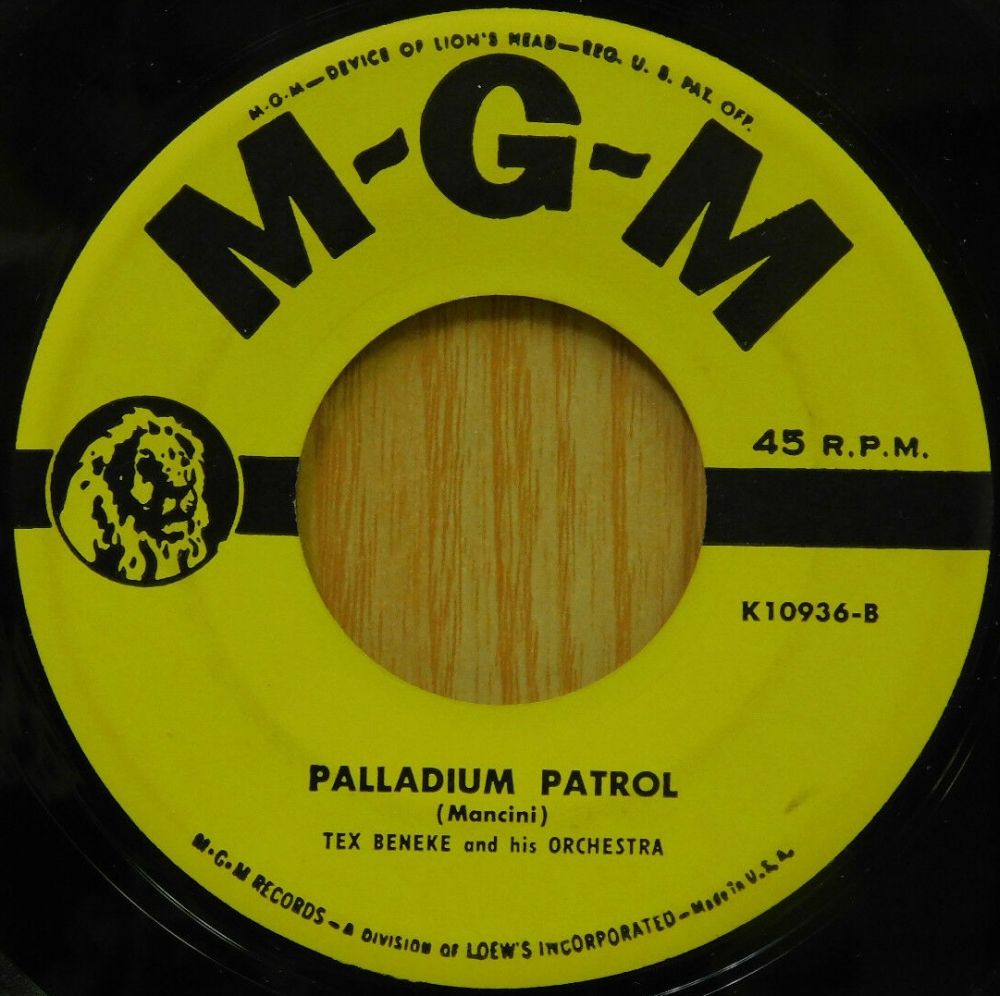 M-G-M—DEVICE OF LION'S HEAD—REG. U. S. PAT. OFF.
M-G-M
45 R.P.M.
K10936-B
PALLADIUM PATROL
(Mancini)
TEX BENEKE and his ORCHESTRA
M-G-M RECORDS—A DIVISION OF LOEW'S INCORPORATED—Made in U.S.A.